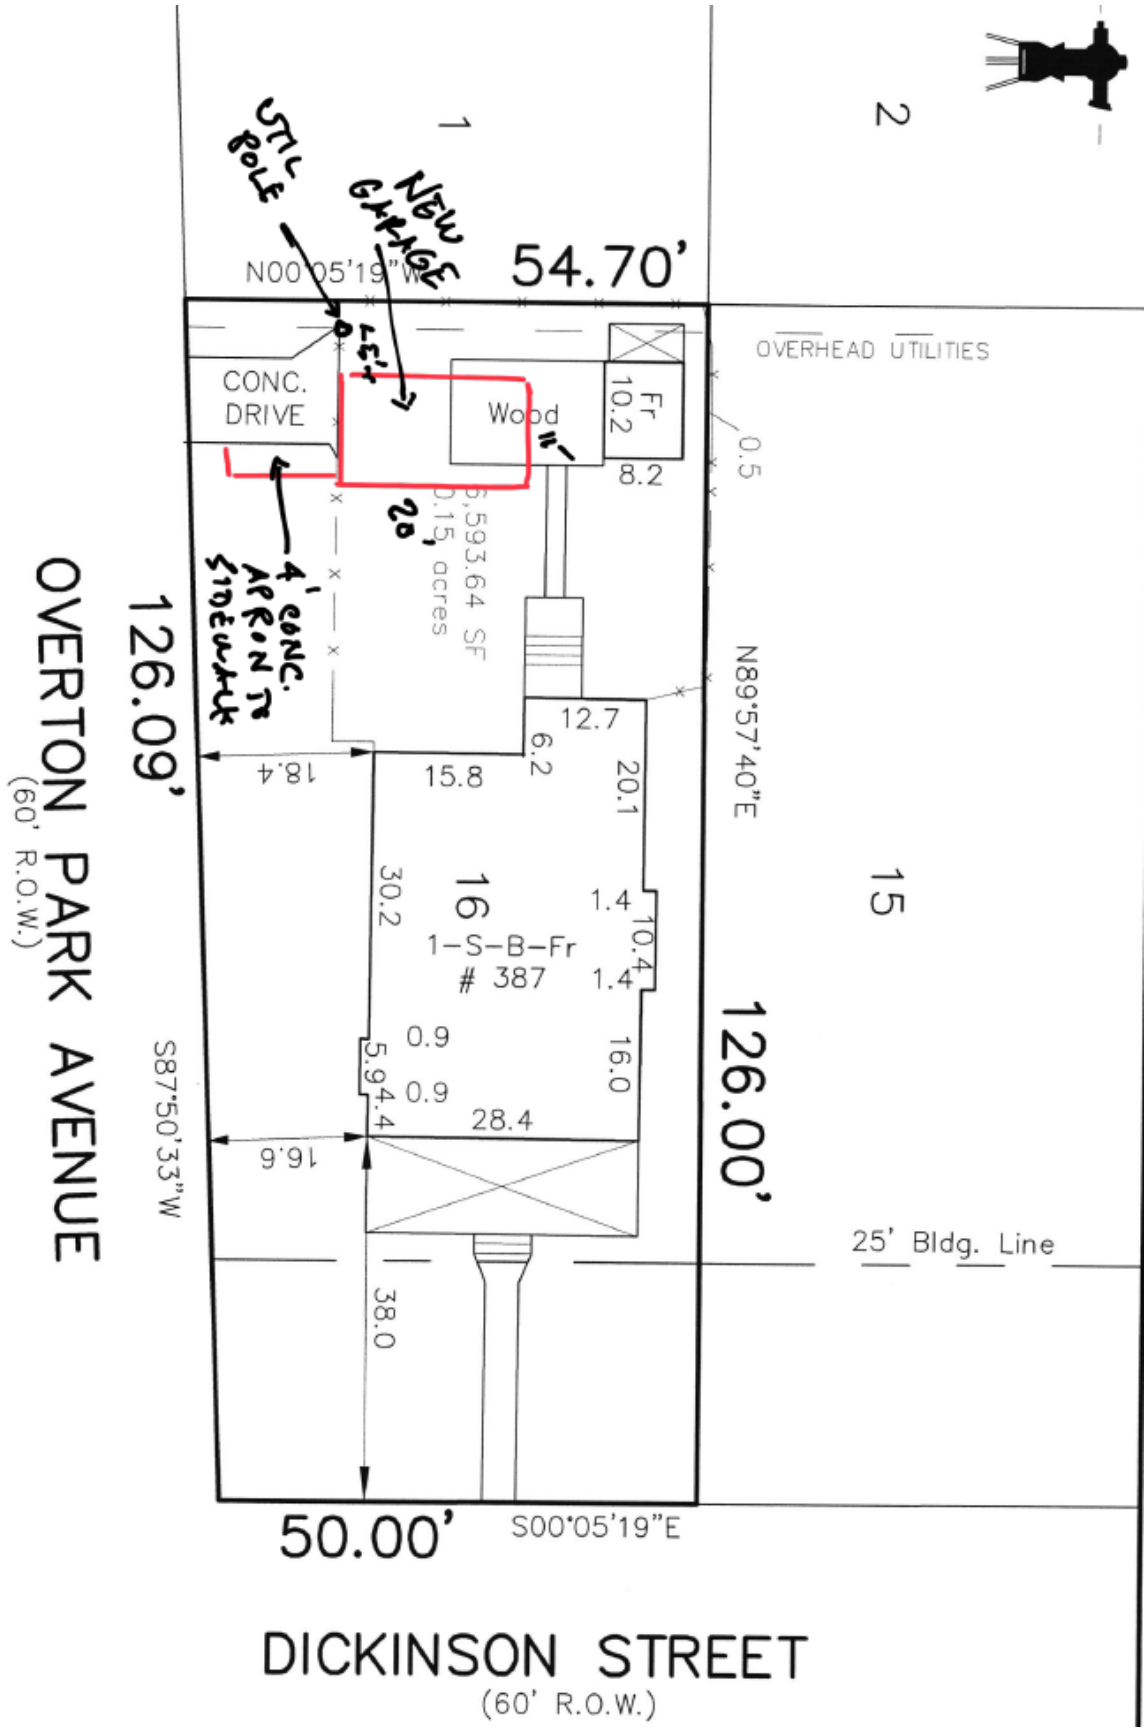 1
2
UTIL
POLE
NEW
GARAGE
N00°05'19"W
54.70'
OVERHEAD UTILITIES
CONC.
DRIVE
Wood
Fr
10.2
8.2
0.5
11'
20'
6,593.64 SF
0.15 acres
4' CONC.
APRON TO
SIDEWALK
OVERTON PARK AVENUE
(60' R.O.W.)
126.09'
N89°57'40"E
12.7
6.2
18.4
15.8
20.1
30.2
16
1-S-B-Fr
# 387
1.4
10.4
1.4
15
0.9
5.9
0.9
4.4
16.0
28.4
126.00'
S87°50'33"W
16.6
25' Bldg. Line
38.0
50.00'
S00°05'19"E
DICKINSON STREET
(60' R.O.W.)